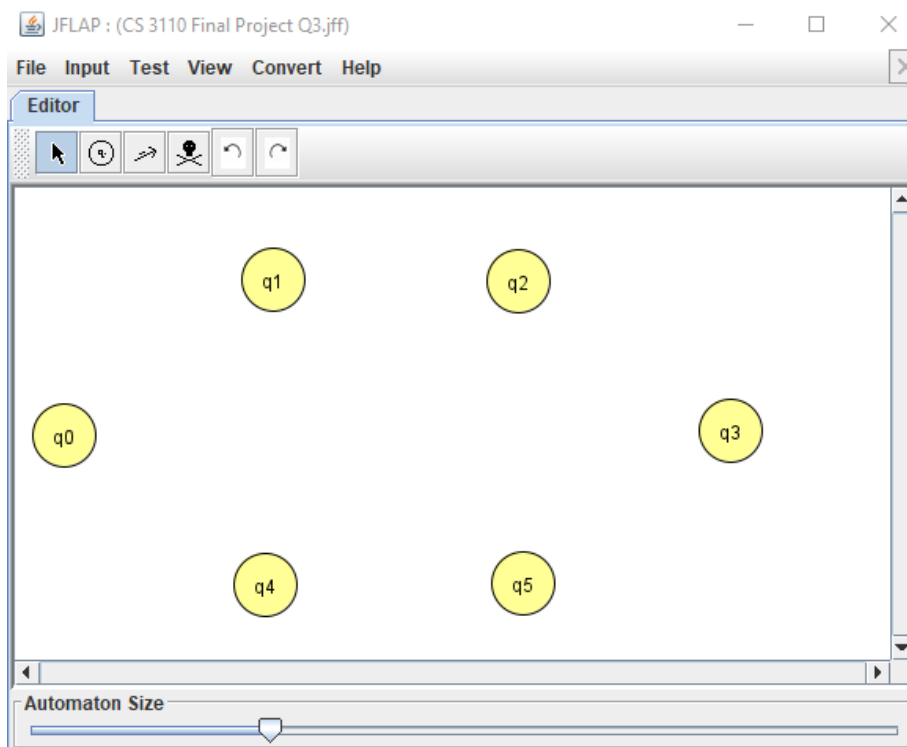 JFLAP : (CS 3110 Final Project Q3.jff)
File Input Test View Convert Help
Editor
q
q1 q2
q0 q3
q4 q5
Automaton Size